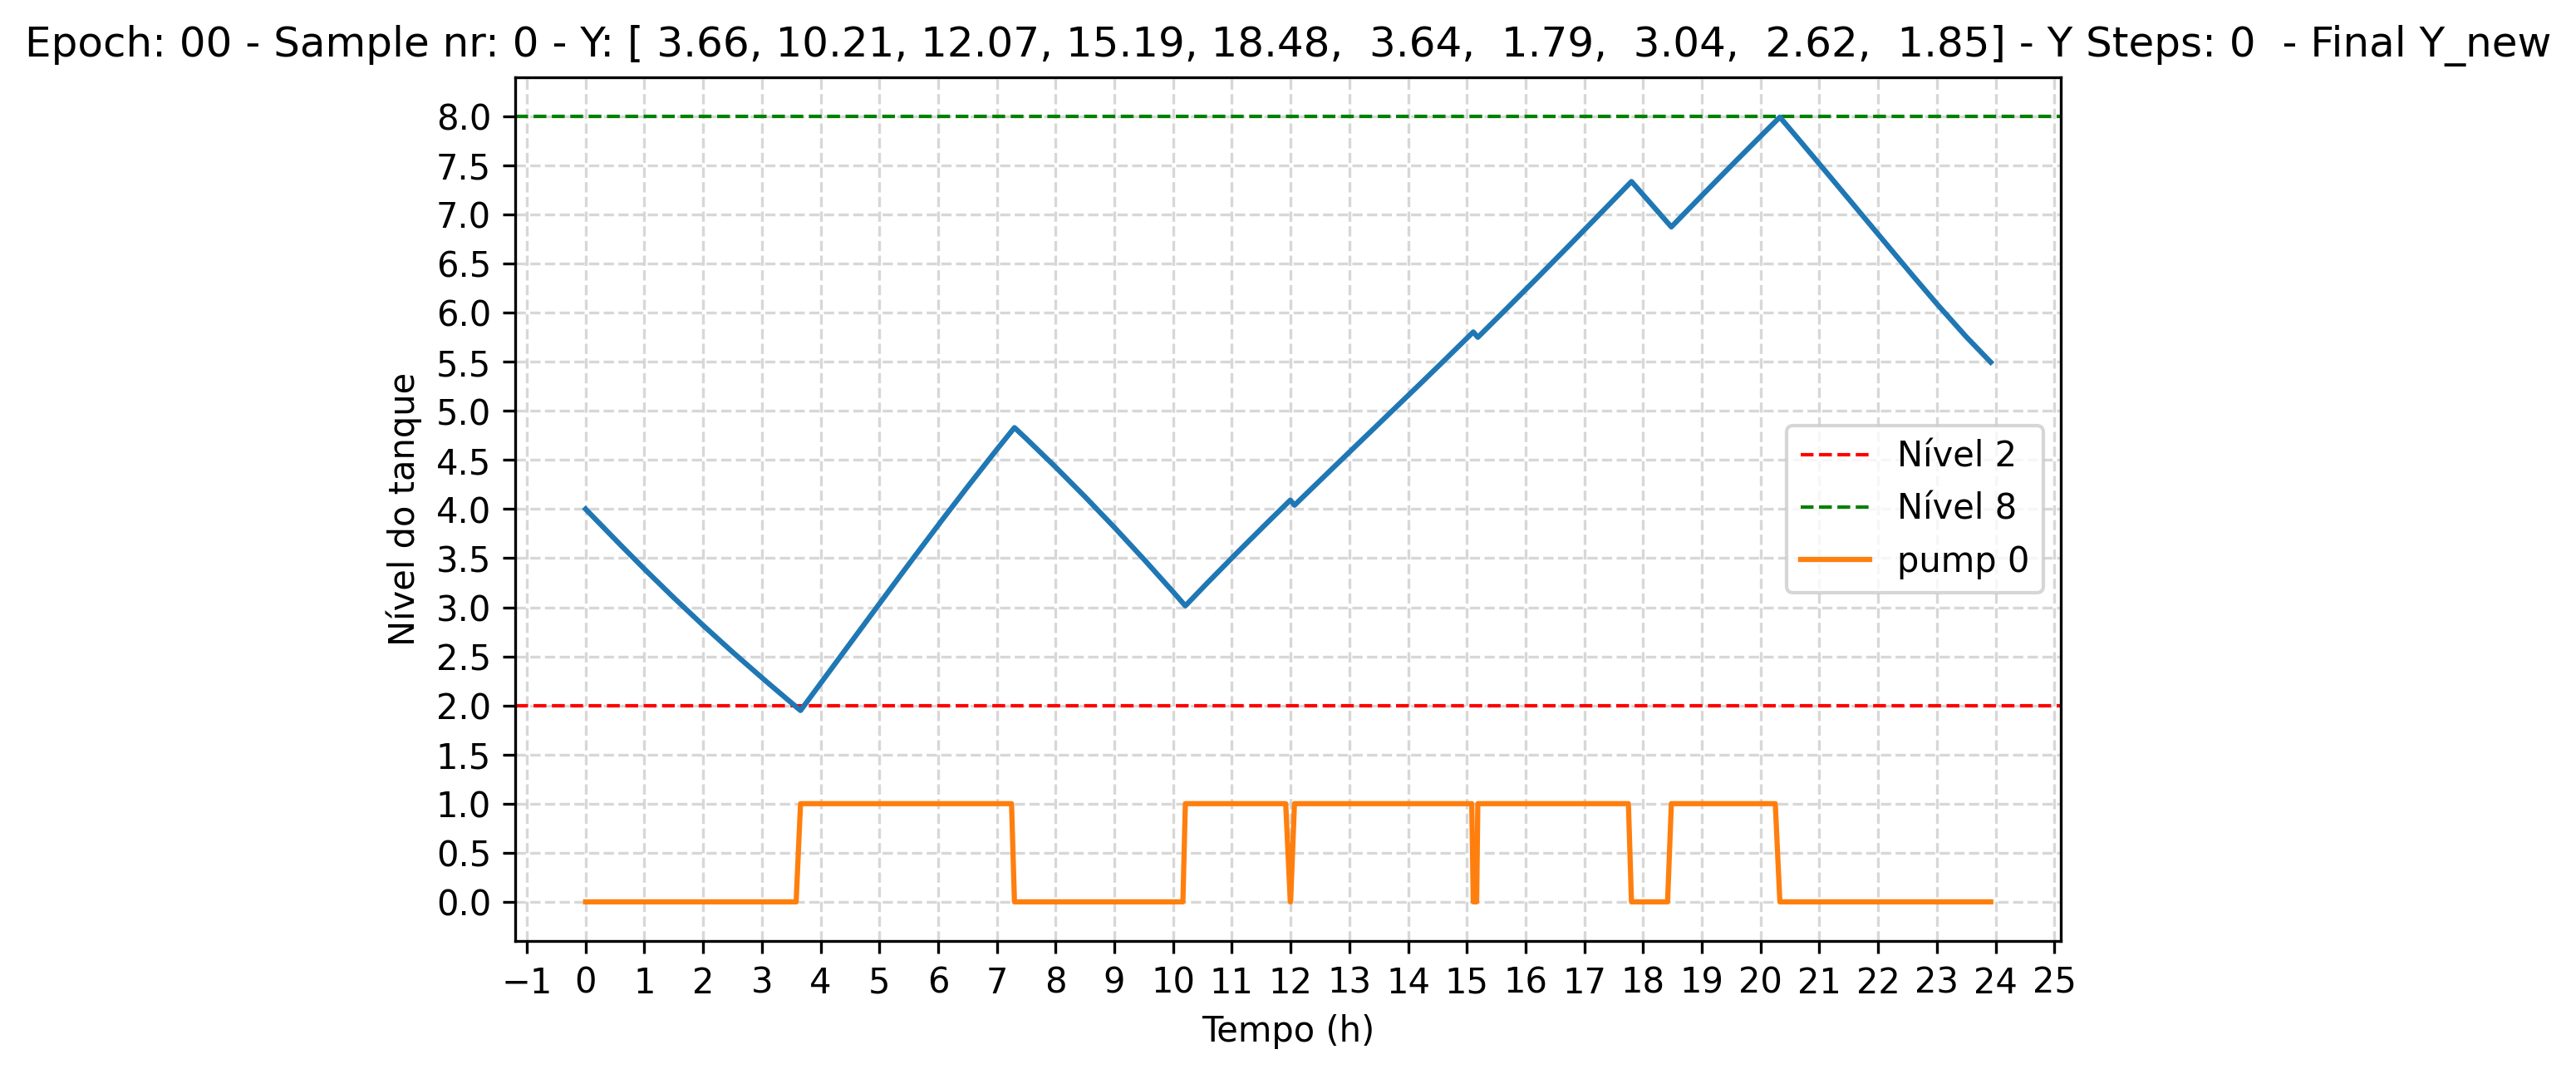 Epoch: 00 - Sample nr: 0 - Y: [ 3.66, 10.21, 12.07, 15.19, 18.48,  3.64,  1.79,  3.04,  2.62,  1.85] - Y Steps: 0  - Final Y_new
8.0
7.5
7.0
6.5
6.0
5.5
5.0
4.5
4.0
3.5
3.0
2.5
2.0
1.5
1.0
0.5
0.0
Nível do tanque
Nível 2
Nível 8
pump 0
−1 0 1 2 3 4 5 6 7 8 9 10 11 12 13 14 15 16 17 18 19 20 21 22 23 24 25
Tempo (h)